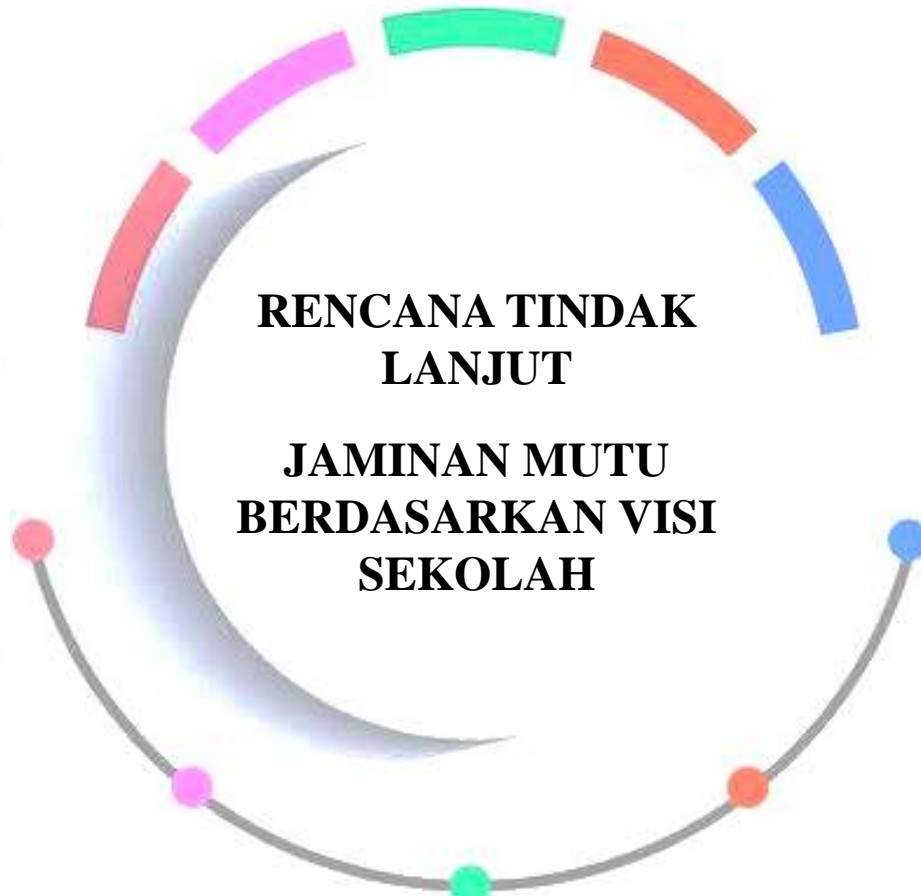 RENCANA TINDAK
LANJUT
JAMINAN MUTU
BERDASARKAN VISI
SEKOLAH